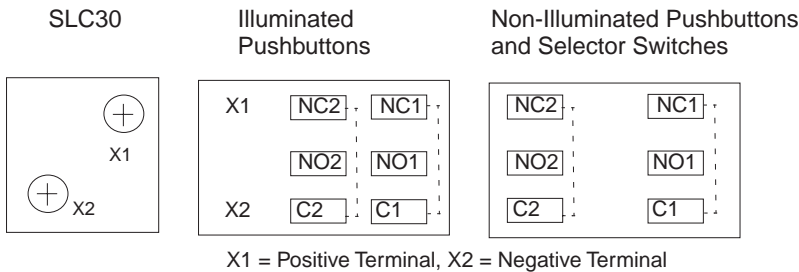 SLC30
Illuminated
Pushbuttons
Non-Illuminated Pushbuttons
and Selector Switches
X1
X2
X1 NC2 NC1
NO2 NO1
X2 C2 C1
NC2 NC1
NO2 NO1
C2 C1
X1 = Positive Terminal, X2 = Negative Terminal